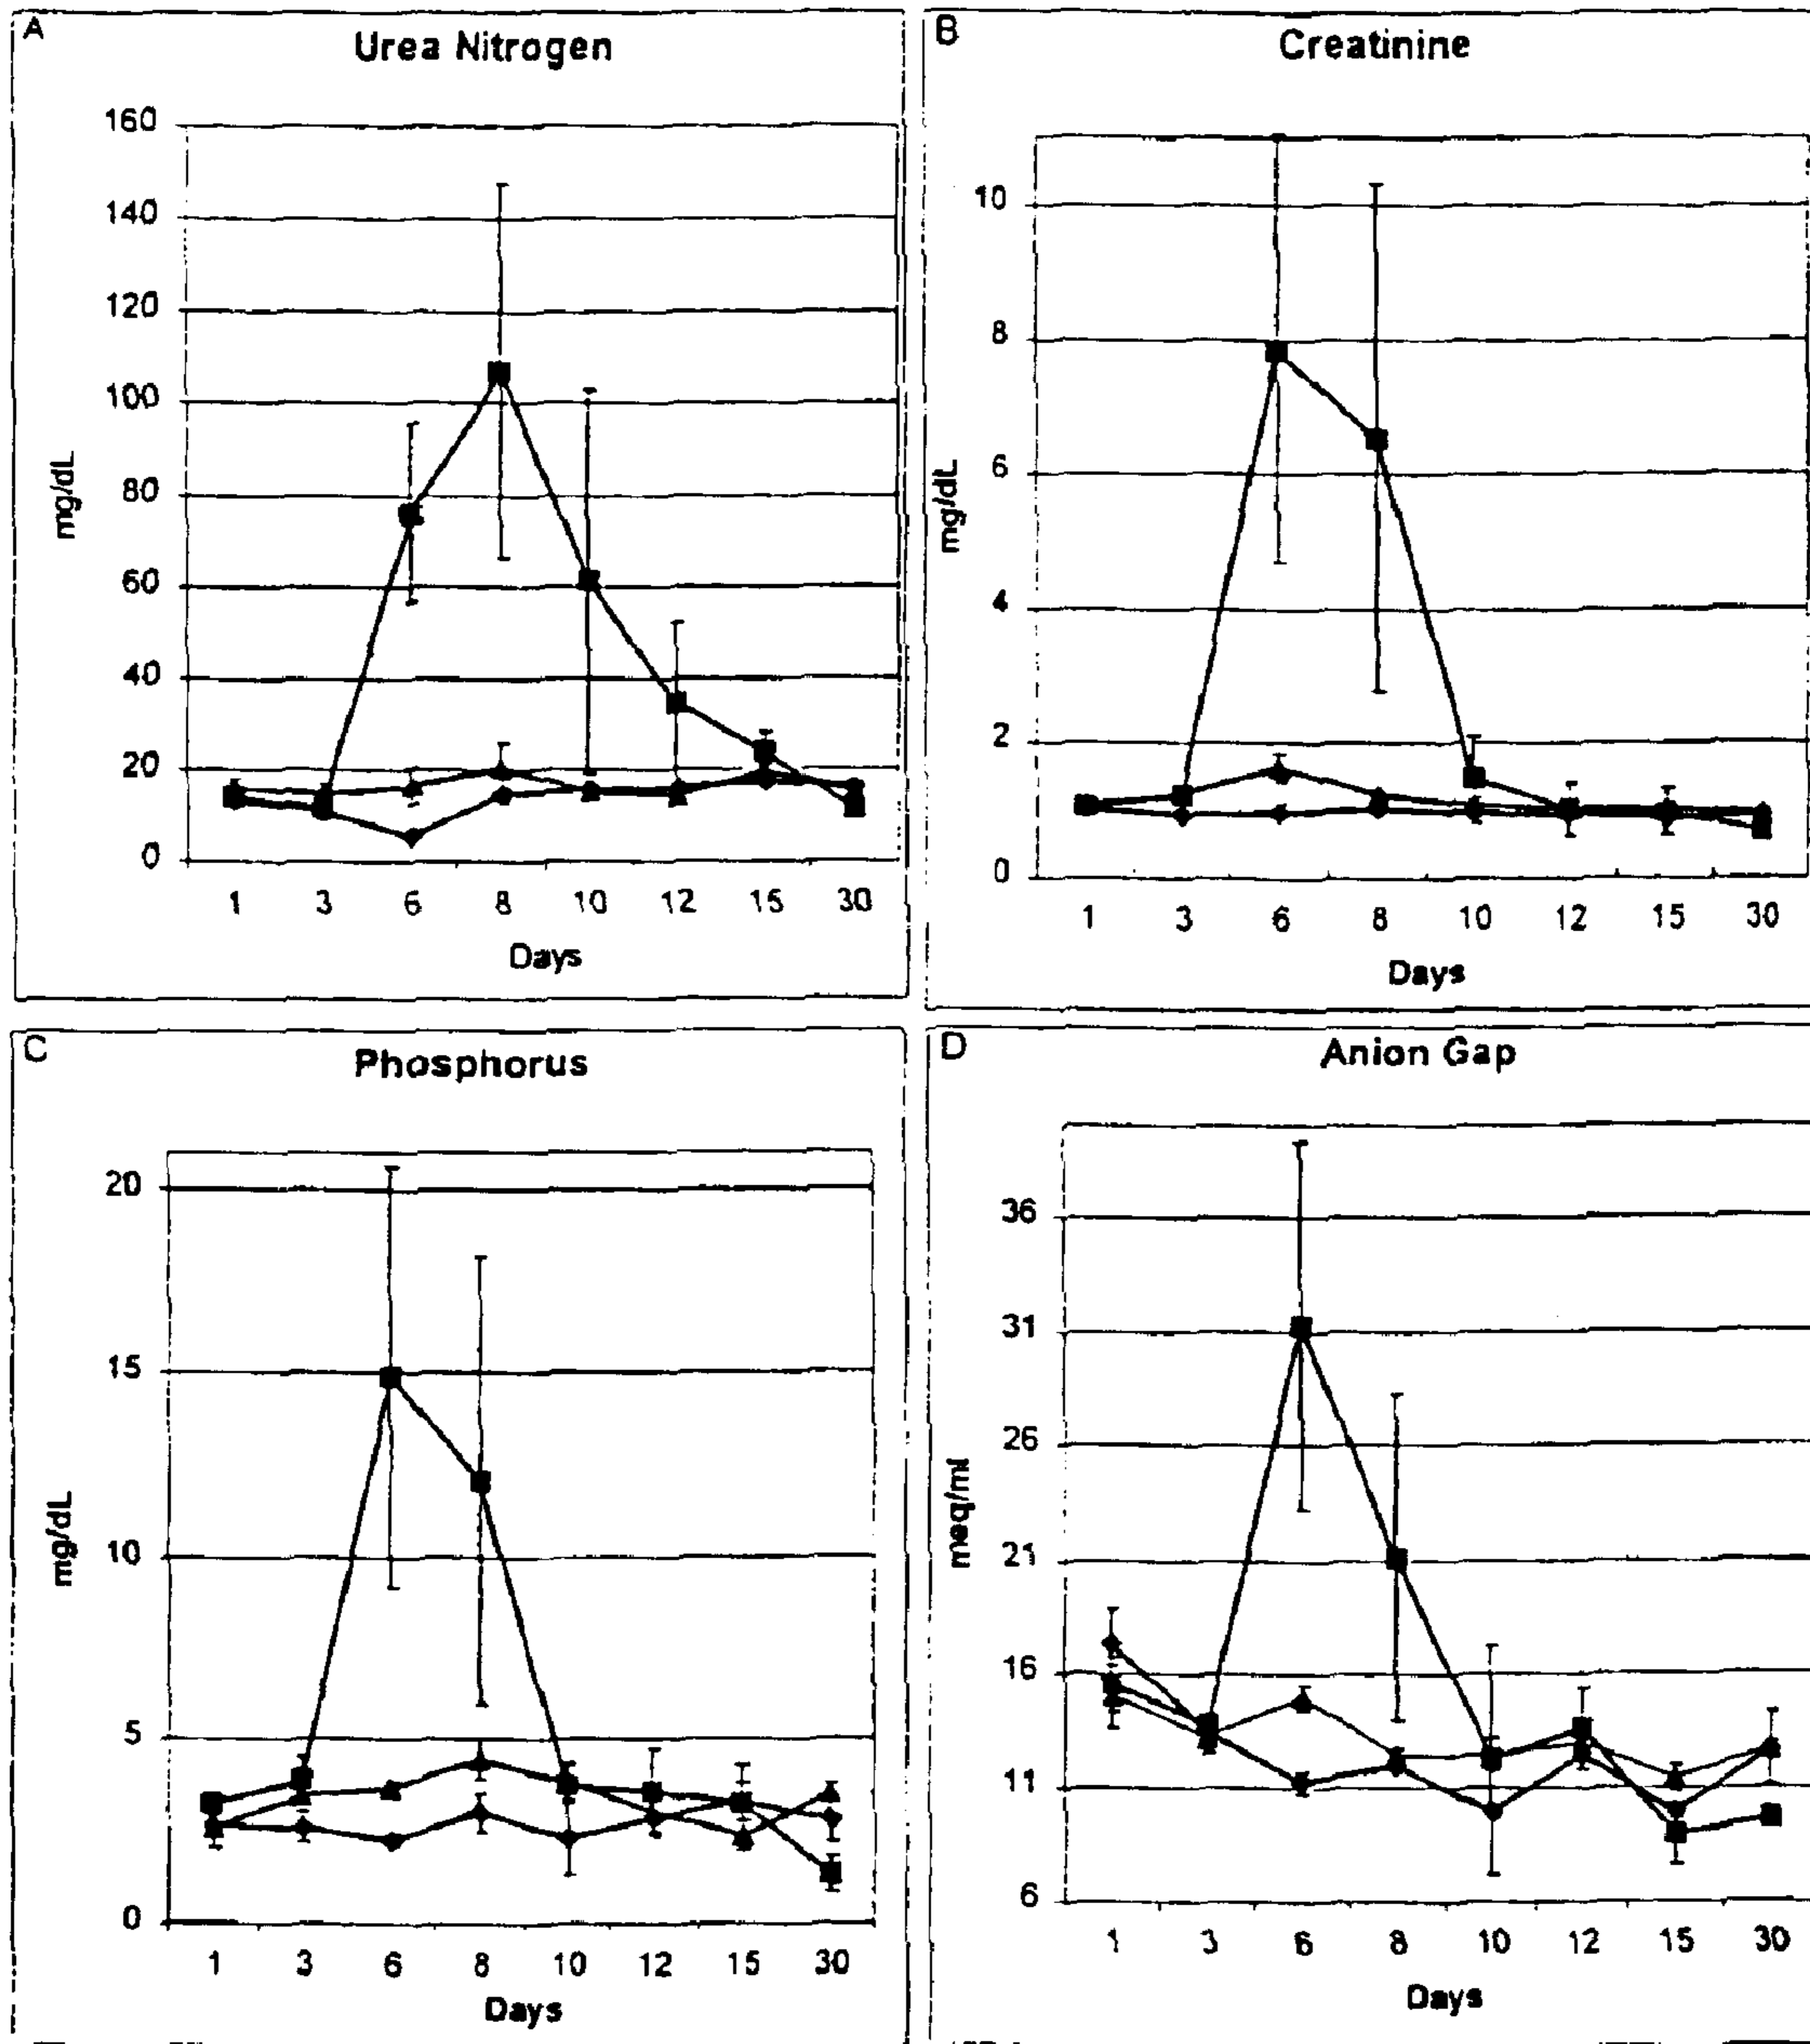 A
Urea Nitrogen
160
140
120
100
80
60
40
20
0
mg/dL
1 3 6 8 10 12 15 30
Days
B
Creatinine
10
8
6
4
2
0
mg/dL
1 3 6 8 10 12 15 30
Days
C
Phosphorus
20
15
10
5
0
mg/dL
1 3 6 8 10 12 15 30
Days
D
Anion Gap
36
31
26
21
16
11
6
meq/ml
1 3 6 8 10 12 15 30
Days